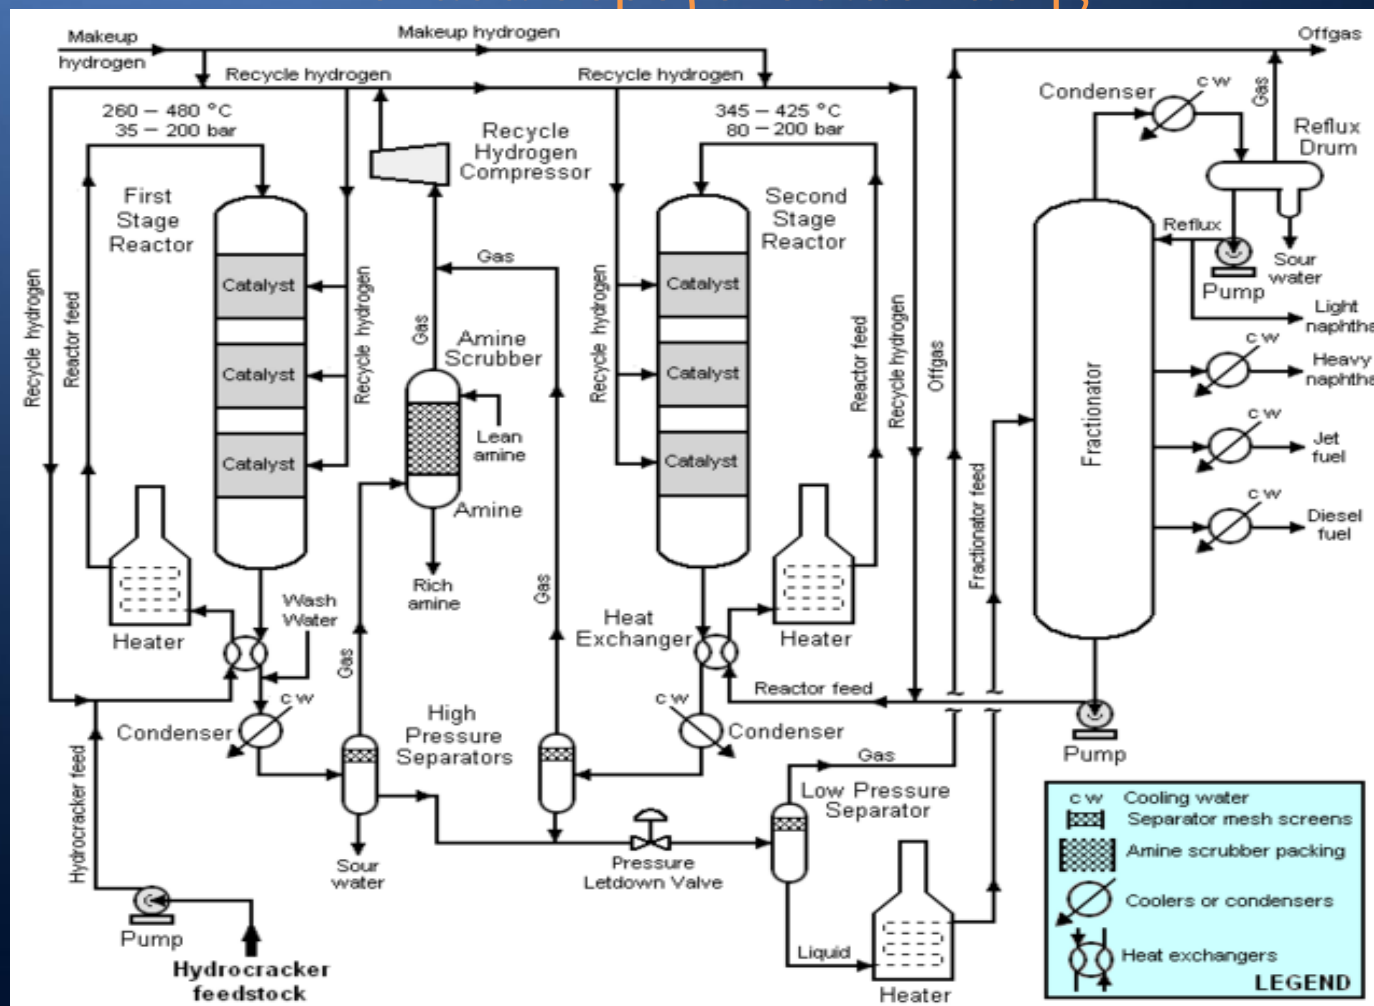 Makeup
hydrogen
Makeup hydrogen
Offgas
Recycle hydrogen
Recycle hydrogen
260 – 480 °C
35 – 200 bar
345 – 425 °C
80 – 200 bar
Condenser
c w
Gas
Reflux
Drum
Recycle
Hydrogen
Compressor
First
Stage
Reactor
Second
Stage
Reactor
Reflux
Gas
Sour
water
Pump
Catalyst
Catalyst
Light
naphtha
Recycle hydrogen
Reactor feed
Recycle hydrogen
Gas
Amine
Scrubber
Recycle hydrogen
Reactor feed
Recycle hydrogen
Offgas
c w
Heavy
naphtha
Catalyst
Catalyst
Lean
amine
Fractionator
c w
Jet
fuel
Catalyst
Catalyst
Amine
Fractionator feed
c w
Diesel
fuel
Rich
amine
Gas
Wash
Water
Heater
Heat
Exchanger
Heater
Gas
Reactor feed
c w
Condenser
High
Pressure
Separators
c w
Condenser
Pump
Gas
Low Pressure
Separator
Hydrocracker feed
Sour
water
Pressure
Letdown Valve
Pump
Liquid
Hydrocracker
feedstock
Heater
c w Cooling water
Separator mesh screens
Amine scrubber packing
Coolers or condensers
Heat exchangers
LEGEND